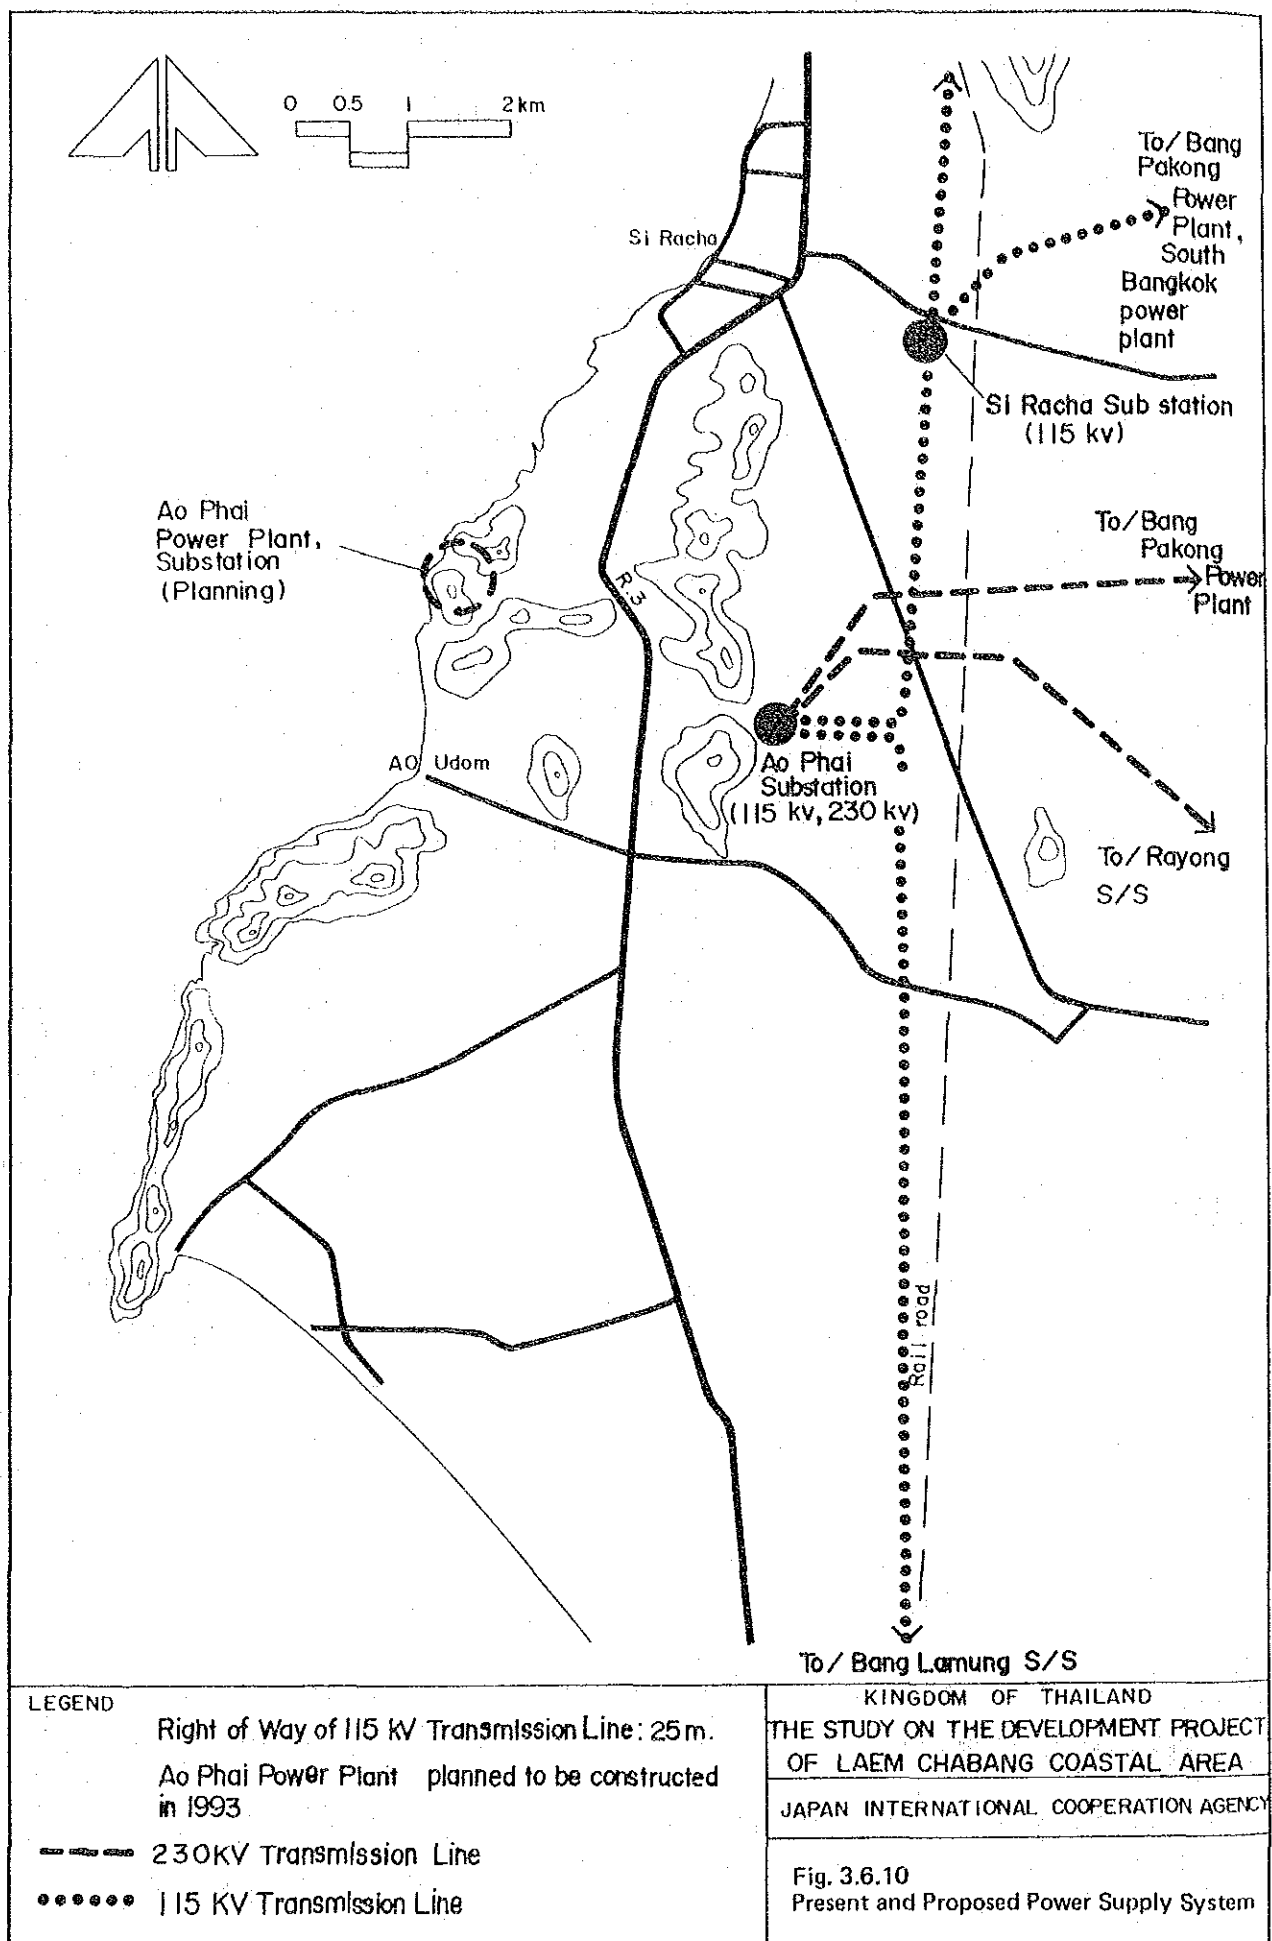 0 0.5 1 2 km
To/ Bang
Pakong
Power
Plant,
South
Bangkok
power
plant
Si Racha
Si Racha Sub station
(115 kv)
Ao Phai
Power Plant,
Substation
(Planning)
To/ Bang
Pakong
Power
Plant
R.3
AO Udom
Ao Phai
Substation
(115 kv, 230 kv)
To/ Rayong
S/S
Rail road
To/ Bang Lamung S/S
LEGEND
Right of Way of 115 KV Transmission Line: 25 m.
Ao Phai Power Plant planned to be constructed
in 1993
230KV Transmission Line
115 KV Transmission Line
KINGDOM OF THAILAND
THE STUDY ON THE DEVELOPMENT PROJECT
OF LAEM CHABANG COASTAL AREA
JAPAN INTERNATIONAL COOPERATION AGENCY
Fig. 3.6.10
Present and Proposed Power Supply System